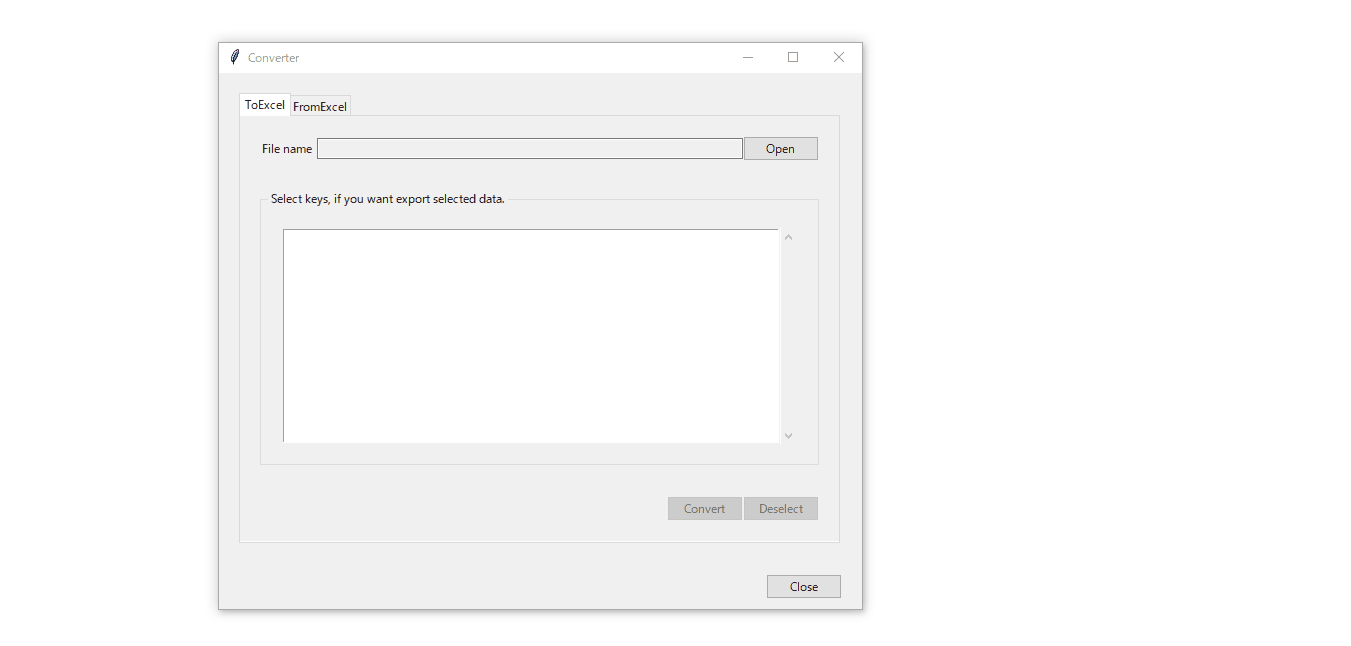 Converter
ToExcel FromExcel
File name Open
Select keys, if you want export selected data.
Convert Deselect
Close